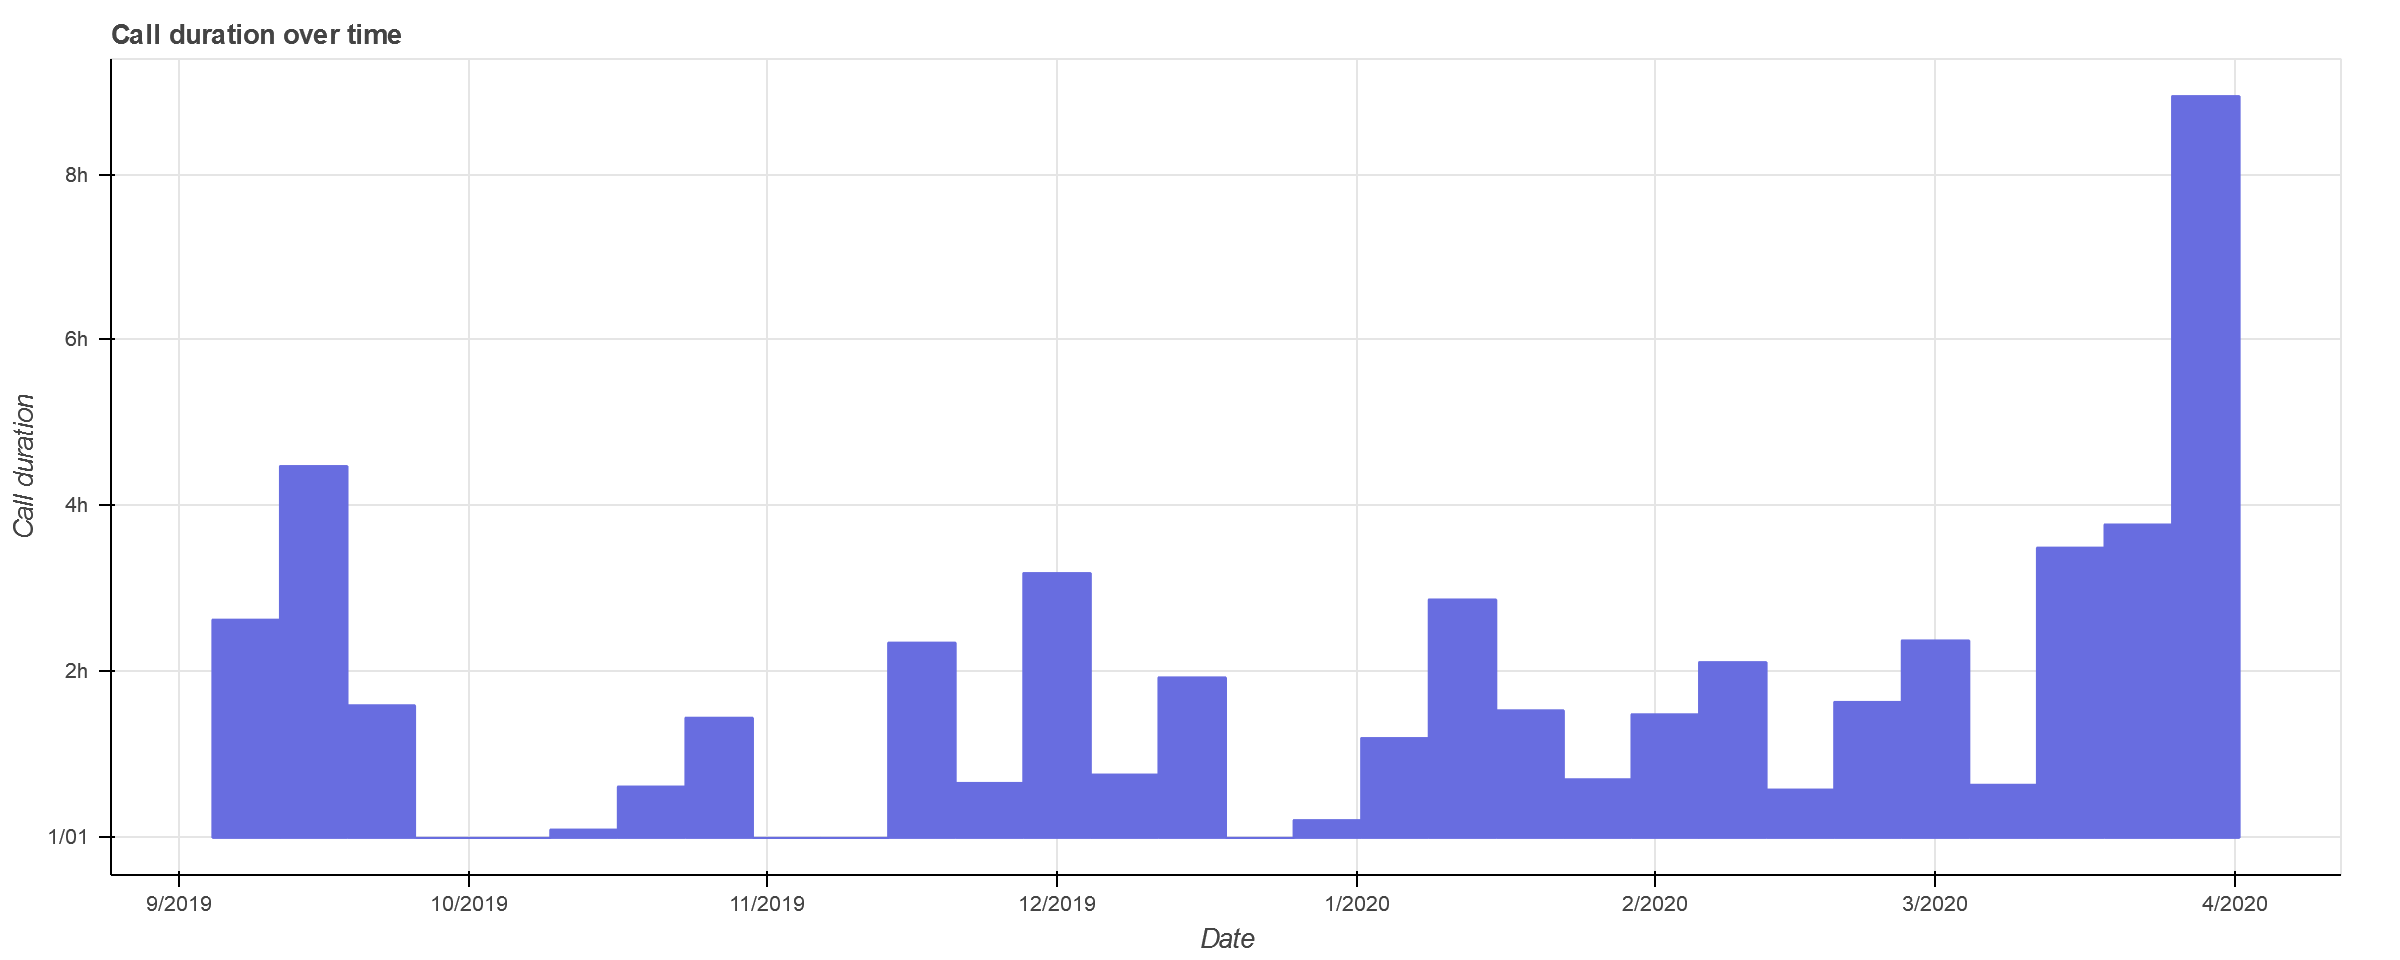 Call duration over time
8h
6h
4h
2h
1/01
Call duration
9/2019 10/2019 11/2019 12/2019 1/2020 2/2020 3/2020 4/2020
Date